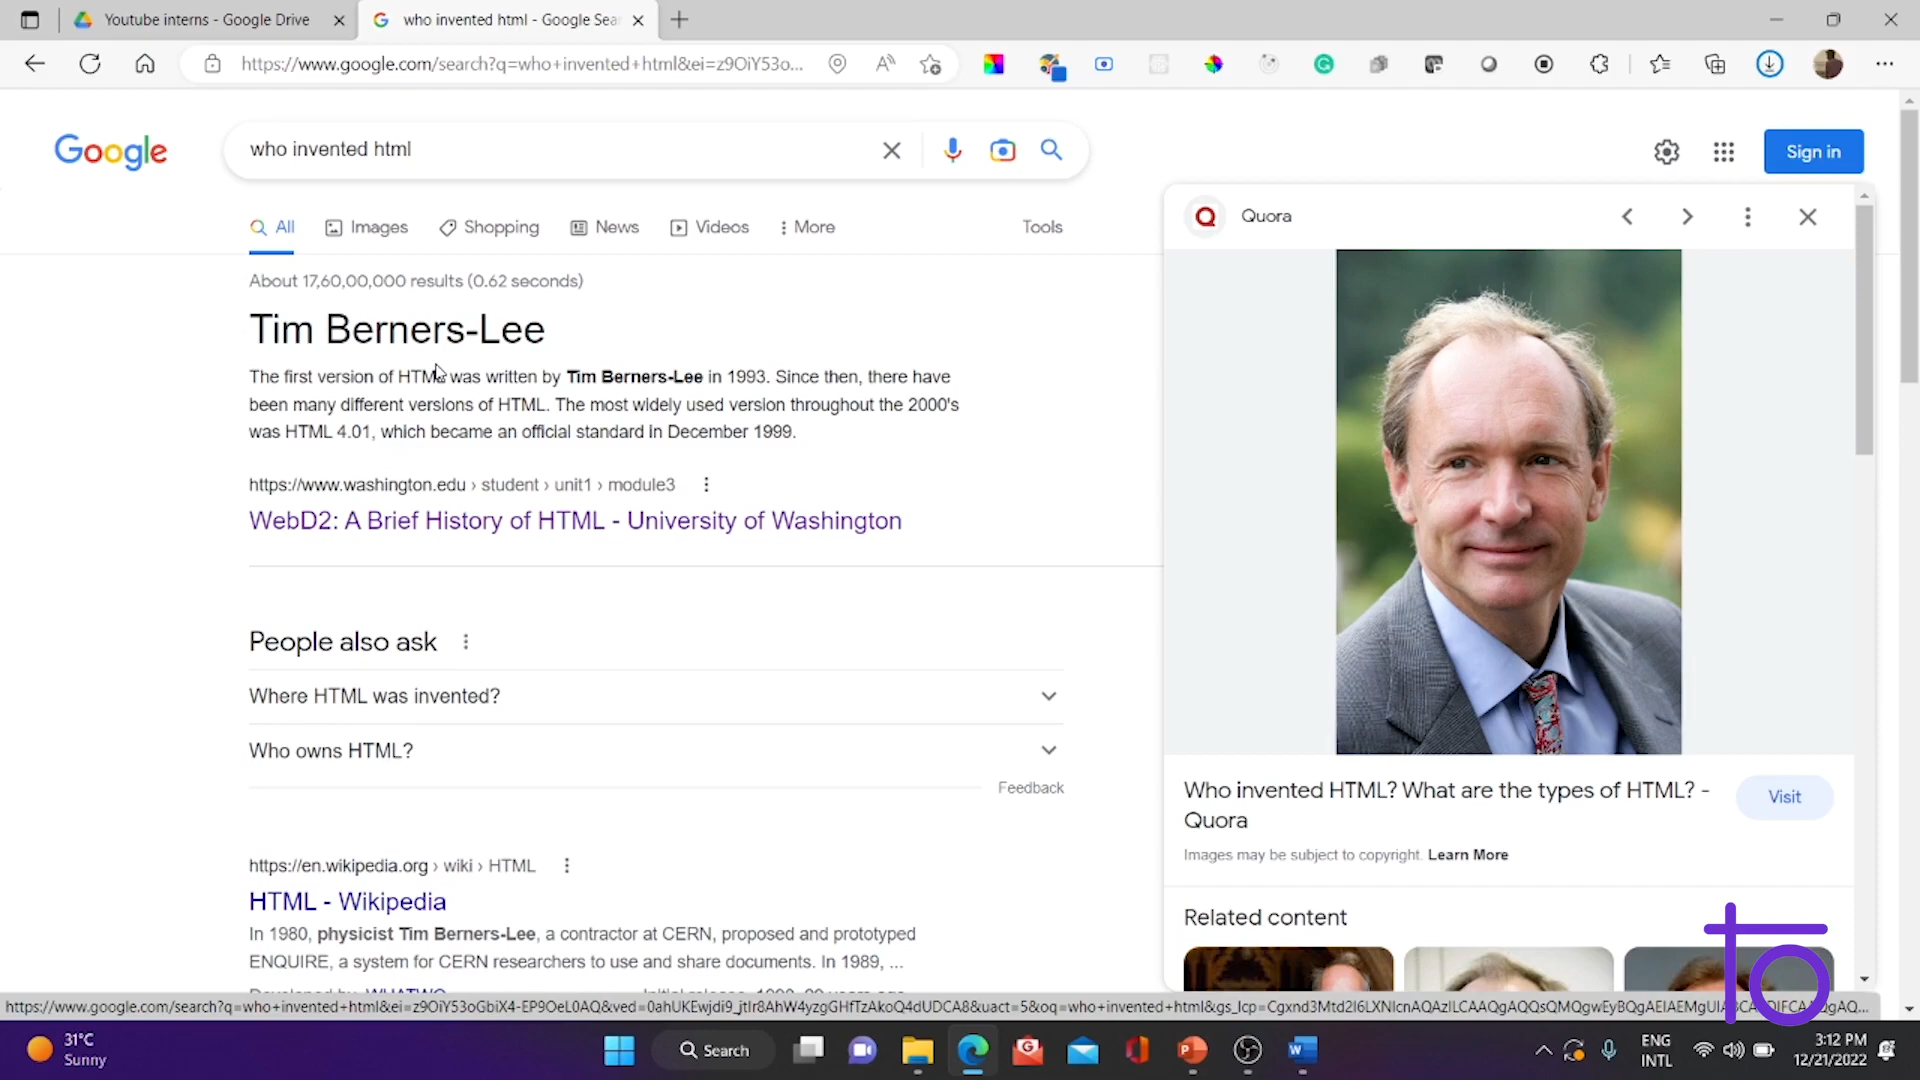 Youtube interns - Google Drive
who invented html - Google Sea
https://www.google.com/search?q=who+invented+html&ei=z9OiY53o...
Google
who invented html
Sign in
All
Images
Shopping
News
Videos
More
Tools
About 17,60,00,000 results (0.62 seconds)
Tim Berners-Lee
The first version of HTML was written by Tim Berners-Lee in 1993. Since then, there have
been many different versions of HTML. The most widely used version throughout the 2000's
was HTML 4.01, which became an official standard in December 1999.
https://www.washington.edu › student › unit1 › module3
WebD2: A Brief History of HTML - University of Washington
People also ask
Where HTML was invented?
Who owns HTML?
Feedback
https://en.wikipedia.org › wiki › HTML
HTML - Wikipedia
In 1980, physicist Tim Berners-Lee, a contractor at CERN, proposed and prototyped
ENQUIRE, a system for CERN researchers to use and share documents. In 1989, ...
Quora
Who invented HTML? What are the types of HTML? -
Quora
Visit
Images may be subject to copyright. Learn More
Related content
to
31°C
Sunny
Search
ENG
INTL
3:12 PM
12/21/2022